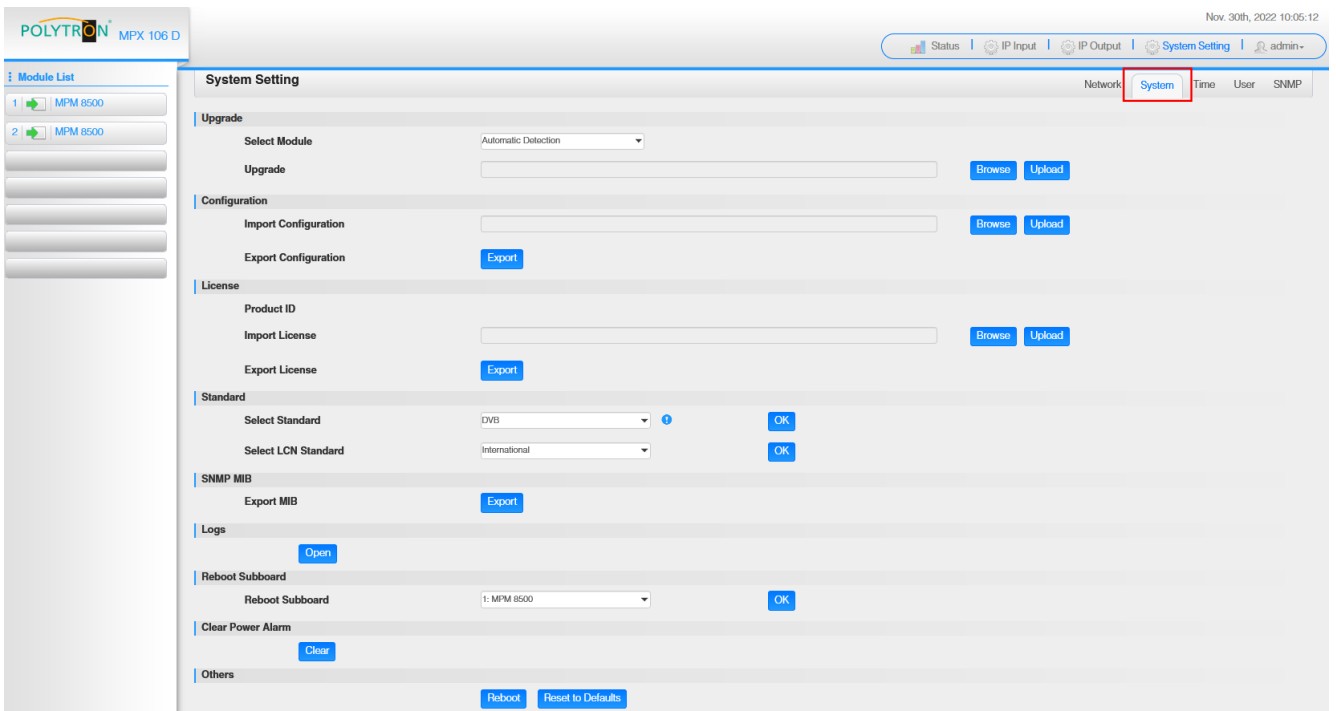 Nov. 30th, 2022 10:05:12
POLYTRON MPX 106 D
Status IP Input IP Output System Setting admin
Module List
1 MPM 8500
2 MPM 8500
System Setting
Network System Time User SNMP
Upgrade
Select Module Automatic Detection
Upgrade Browse Upload
Configuration
Import Configuration Browse Upload
Export Configuration Export
License
Product ID
Import License Browse Upload
Export License Export
Standard
Select Standard DVB OK
Select LCN Standard International OK
SNMP MIB
Export MIB Export
Logs
Open
Reboot Subboard
Reboot Subboard 1: MPM 8500 OK
Clear Power Alarm
Clear
Others
Reboot Reset to Defaults